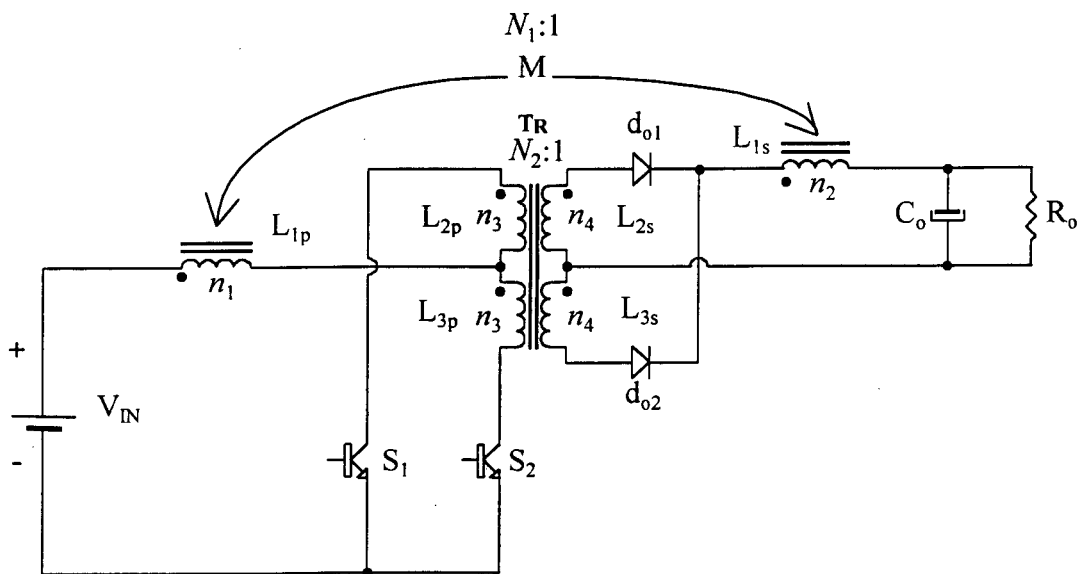 N₁:1
M
TR
N₂:1
dₒ₁
L₁ₛ
n₂
L₁ₚ
n₁
L₂ₚ n₃ n₄ L₂ₛ
Cₒ
Rₒ
L₃ₚ n₃ n₄ L₃ₛ
dₒ₂
+
V_IN
-
S₁
S₂